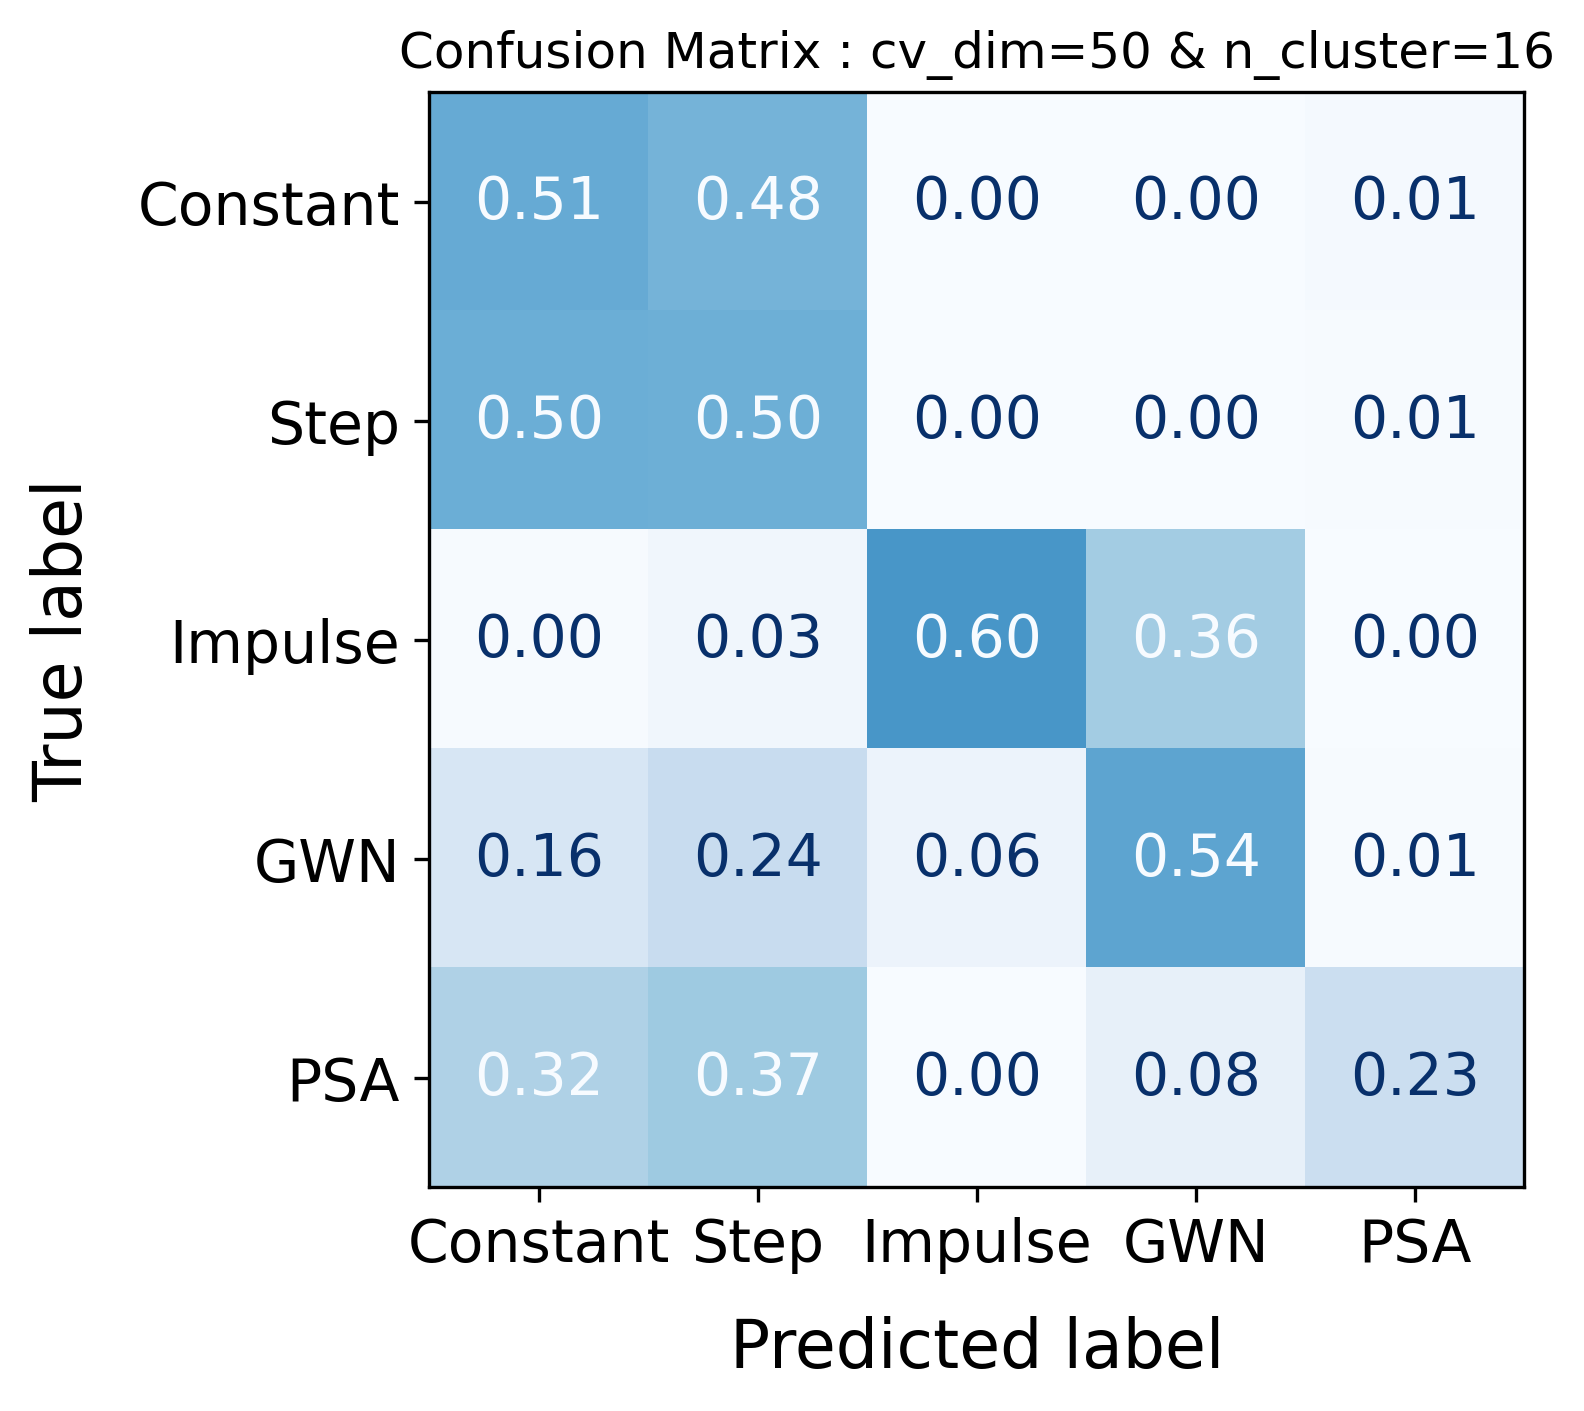 Confusion Matrix : cv_dim=50 & n_cluster=16
True label
Constant 0.51 0.48 0.00 0.00 0.01
Step 0.50 0.50 0.00 0.00 0.01
Impulse 0.00 0.03 0.60 0.36 0.00
GWN 0.16 0.24 0.06 0.54 0.01
PSA 0.32 0.37 0.00 0.08 0.23
Constant Step Impulse GWN PSA
Predicted label